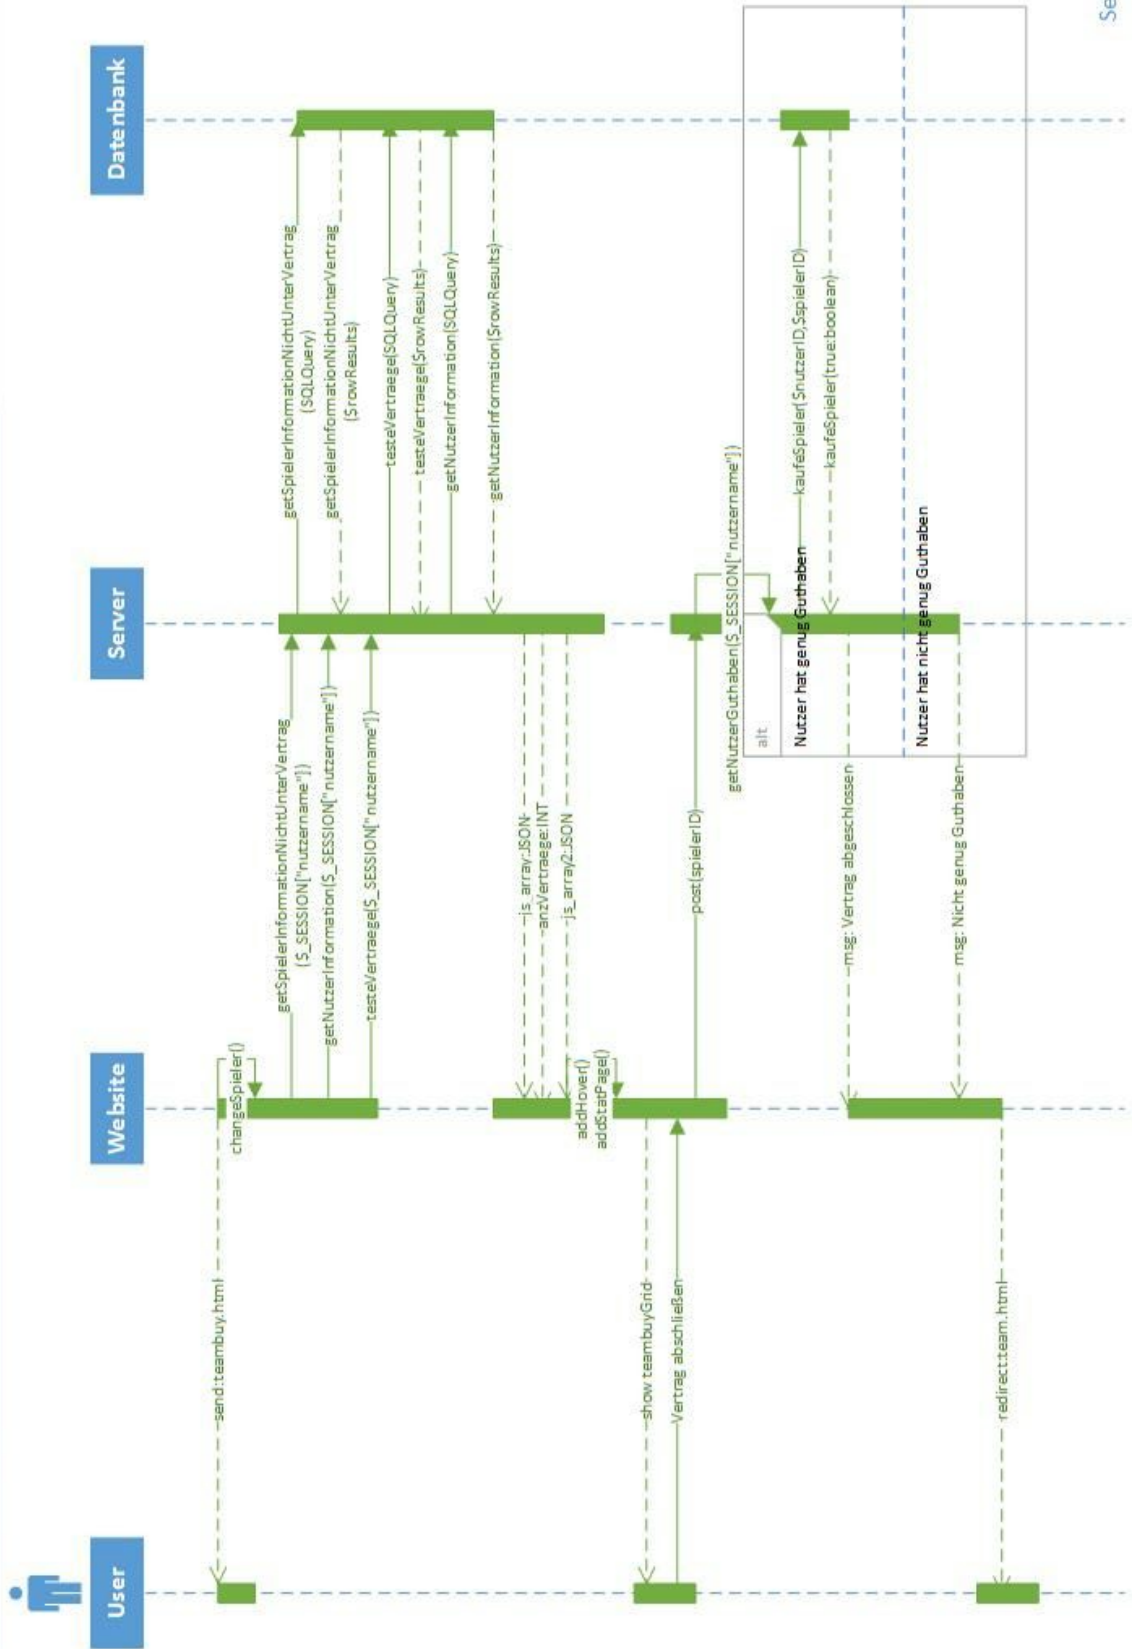 User
Website
Server
Datenbank
send:teambuy.html
changeSpieler()
getSpielerInformationNichtUnterVertrag
($_SESSION["nutzername"])
getSpielerInformationNichtUnterVertrag
(SQLQuery)
getNutzerInformation($_SESSION["nutzername"])
getSpielerInformationNichtUnterVertrag
($rowResults)
testeVertraege($_SESSION["nutzername"])
testeVertraege(SQLQuery)
testeVertraege($rowResults)
getNutzerInformation(SQLQuery)
getNutzerInformation($rowResults)
js_array:JSON
anzVertraege:INT
js_array2:JSON
addHover()
addStatPage()
show teambuyGrid
Vertrag abschließen
post(spielerID)
getNutzerGuthaben($_SESSION["nutzername"])
alt
Nutzer hat genug Guthaben
kaufeSpieler($nutzerID,$spielerID)
kaufeSpieler(true:boolean)
msg: Vertrag abgeschlossen
Nutzer hat nicht genug Guthaben
msg: Nicht genug Guthaben
redirect:team.html
Se